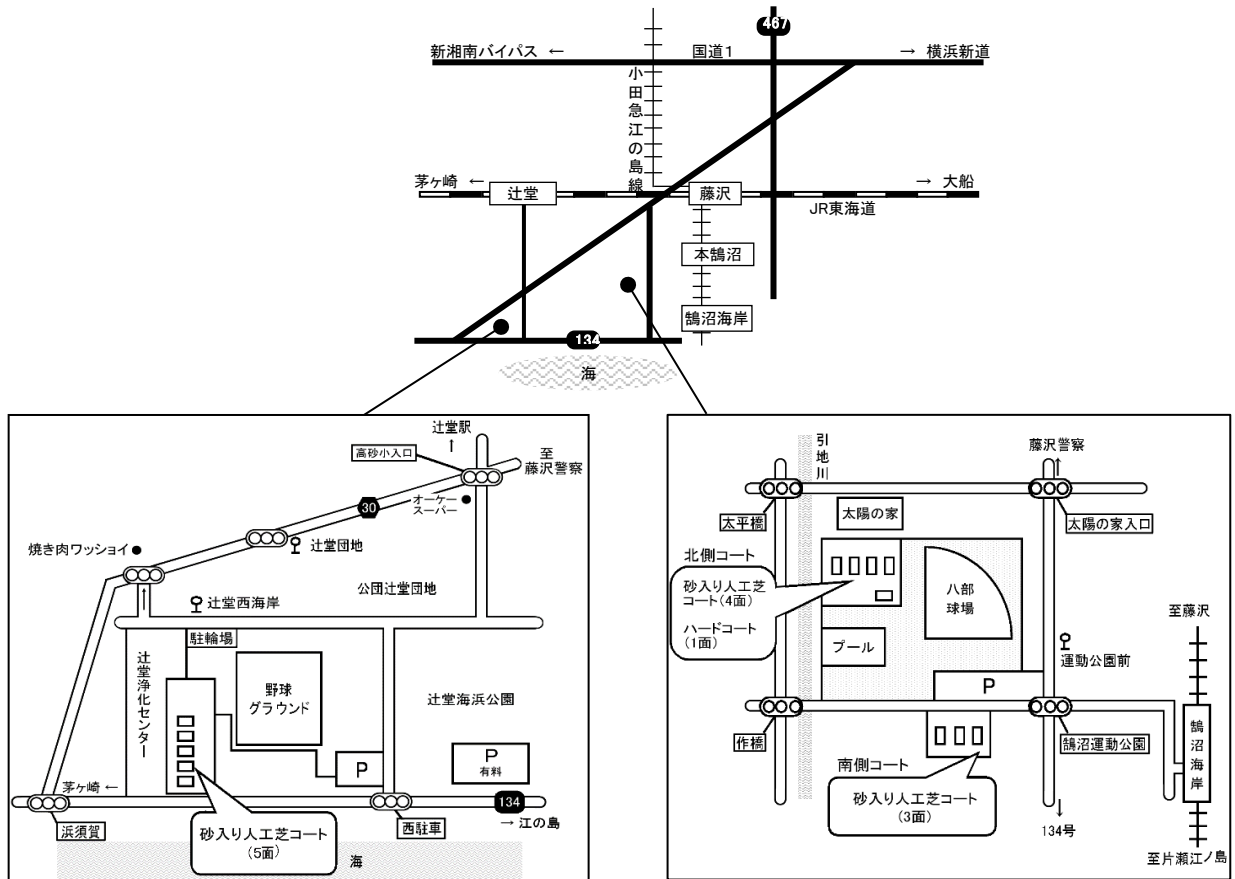 467
新湘南バイパス ←
国道1
→ 横浜新道
小田急江の島線
茅ヶ崎 ←
辻堂
藤沢
→ 大船
JR東海道
本鵠沼
鵠沼海岸
134
海
辻堂駅
↑
高砂小入口
至
藤沢警察
30
オーケー
スーパー
焼き肉ワッショイ
辻堂団地
公団辻堂団地
↑
辻堂西海岸
駐輪場
辻堂浄化センター
野球
グラウンド
辻堂海浜公園
P
P
有料
茅ヶ崎 ←
134
→ 江の島
浜須賀
砂入り人工芝コート
(5面)
西駐車
海
引地川
藤沢警察
↑
太平橋
太陽の家
太陽の家入口
北側コート
砂入り人工芝
コート(4面)
ハードコート
(1面)
八部
球場
プール
至藤沢
運動公園前
P
作橋
鵠沼運動公園
鵠沼海岸
南側コート
砂入り人工芝コート
(3面)
↓
134号
至片瀬江ノ島